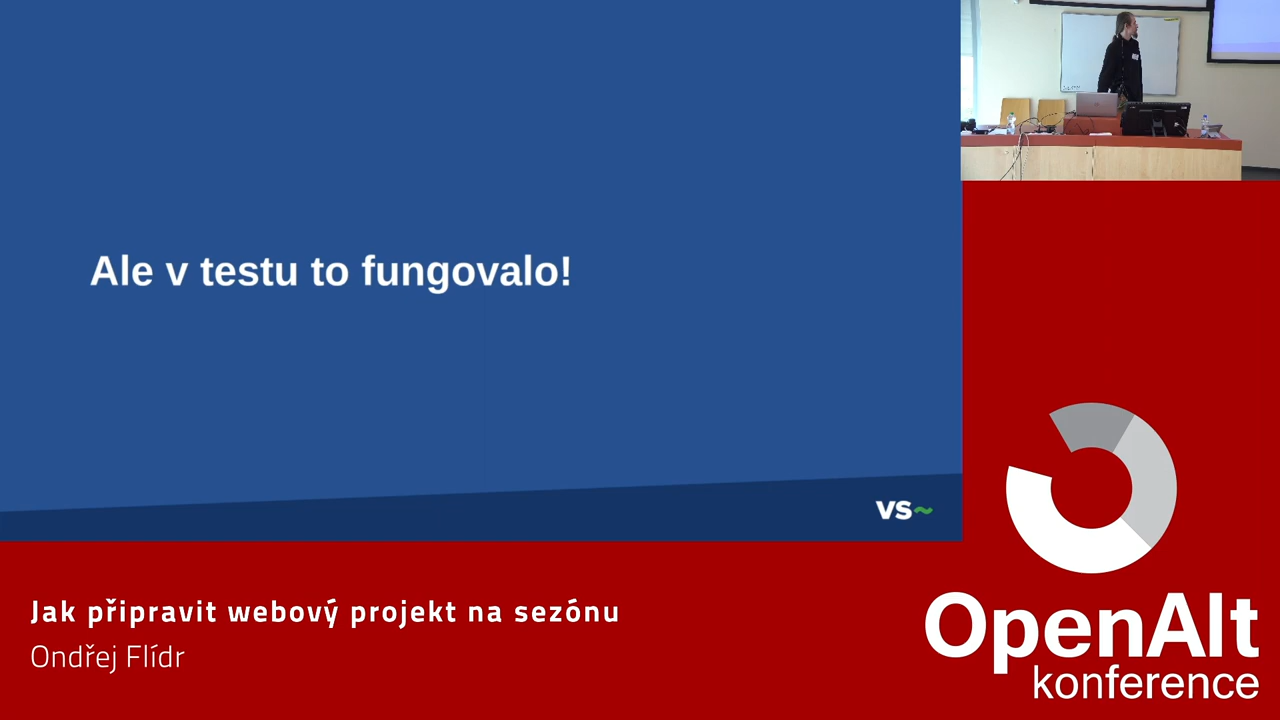 Ale v testu to fungovalo!
vs~
Jak připravit webový projekt na sezónu
Ondřej Flídr
OpenAlt
konference